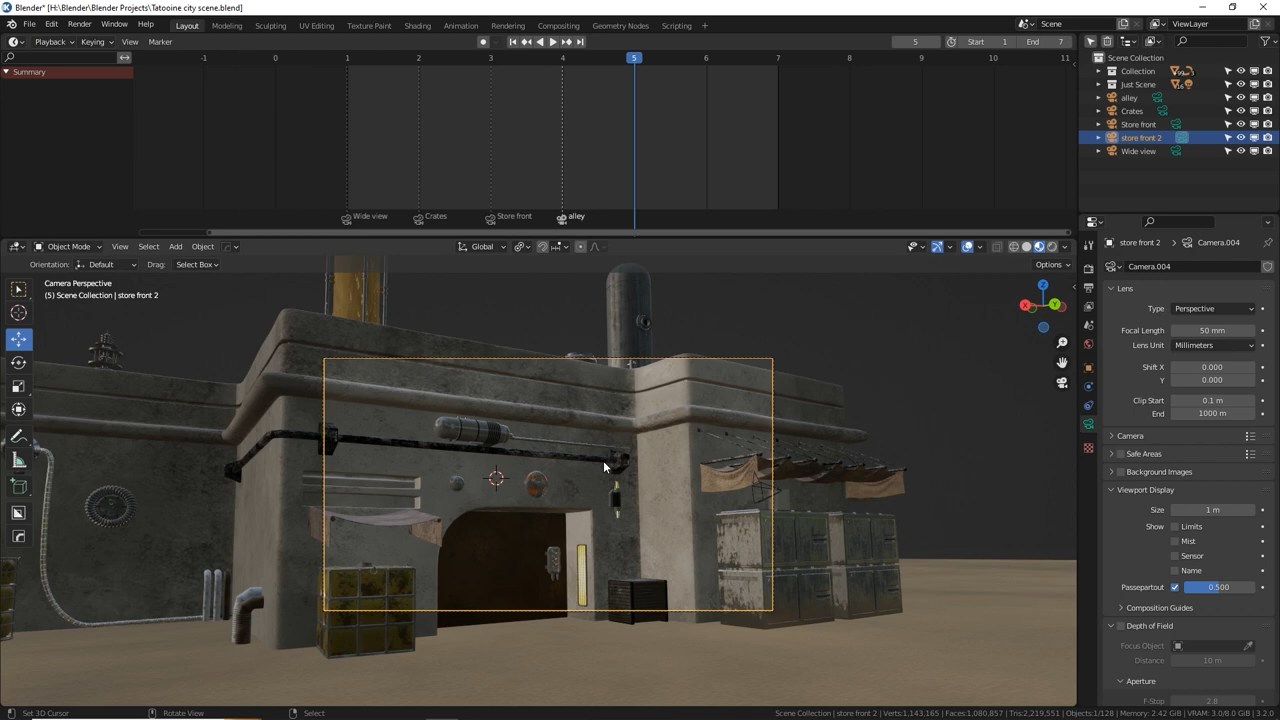 Blender* [H:\Blender\Blender Projects\Tatooine city scene.blend]
File Edit Render Window Help Layout Modeling Sculpting UV Editing Texture Paint Shading Animation Rendering Compositing Geometry Nodes Scripting + Scene ViewLayer
Playback Keying View Marker 5 Start 1 End 7
Summary
-1 0 1 2 3 4 5 6 7 8 9 10 11
Wide view Crates Store front alley
Scene Collection
Collection
Just Scene 16
alley
Crates
Store front
store front 2
Wide view
Object Mode View Select Add Object Global
Orientation: Default Drag: Select Box Options
Camera Perspective
(5) Scene Collection | store front 2
Z
X Y
store front 2 > Camera.004
Camera.004
Lens
Type Perspective
Focal Length 50 mm
Lens Unit Millimeters
Shift X 0.000
Y 0.000
Clip Start 0.1 m
End 1000 m
Camera
Safe Areas
Background Images
Viewport Display
Size 1 m
Show Limits
Mist
Sensor
Name
Passepartout 0.500
Composition Guides
Depth of Field
Focus Object
Distance 10 m
Aperture
F-Stop 2.8
Set 3D Cursor Rotate View Select Scene Collection | store front 2 | Verts:1,143,165 | Faces:1,080,857 | Tris:2,219,551 | Objects:1/128 | Memory: 2.42 GiB | VRAM: 3.0/8.0 GiB | 3.2.0